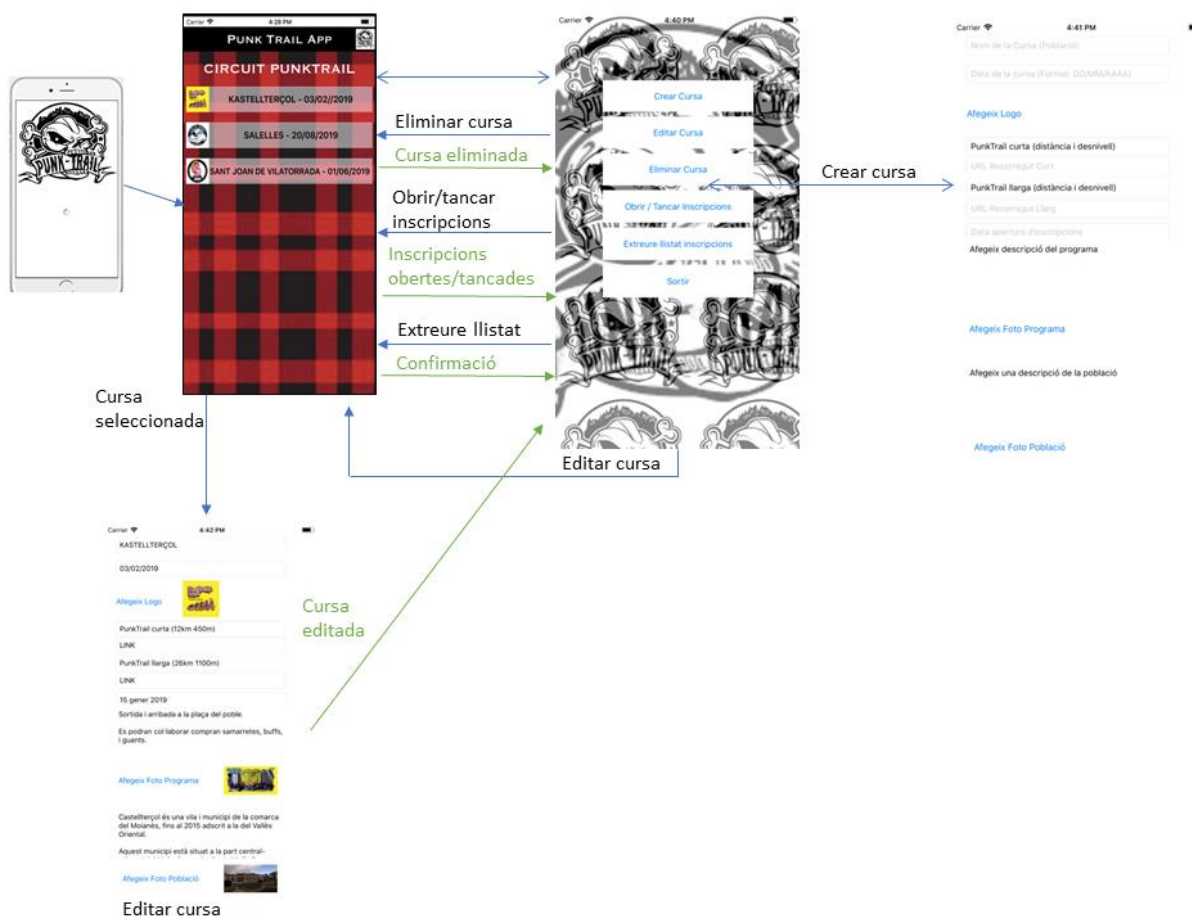 PUNK-TRAIL
Carrier 4:28 PM
PUNK TRAIL APP
CIRCUIT PUNKTRAIL
KASTELLTERÇOL - 03/02//2019
SALELLES - 20/08/2019
SANT JOAN DE VILATORRADA - 01/06/2019
Eliminar cursa
Cursa eliminada
Obrir/tancar
inscripcions
Inscripcions
obertes/tancades
Extreure llistat
Confirmació
Carrier 4:40 PM
Crear Cursa
Editar Cursa
Eliminar Cursa
Obrir / Tancar Inscripcions
Extreure llistat inscripcions
Sortir
PUNK-TRAIL
Crear cursa
Carrier 4:41 PM
Nom de la Cursa (Població)
Data de la cursa (Format: DD/MM/AAAA)
Afegeix Logo
PunkTrail curta (distància i desnivell)
URL Recorregut Curt
PunkTrail llarga (distància i desnivell)
URL Recorregut Llarg
Data apertura d'inscripcions
Afegeix descripció del programa
Afegeix Foto Programa
Afegeix una descripció de la població
Afegeix Foto Població
Cursa
seleccionada
Editar cursa
Carrier 4:42 PM
KASTELLTERÇOL
03/02/2019
Afegeix Logo
PunkTrail curta (12km 450m)
LINK
PunkTrail llarga (26km 1100m)
LINK
15 gener 2019
Sortida i arribada a la plaça del poble.
Es podran col·laborar compran samarretes, buffs,
i guants.
Afegeix Foto Programa
Castellterçol és una vila i municipi de la comarca
del Moianès, fins al 2015 adscrit a la del Vallès
Oriental.
Aquest municipi està situat a la part central-
Afegeix Foto Població
Editar cursa
Cursa
editada